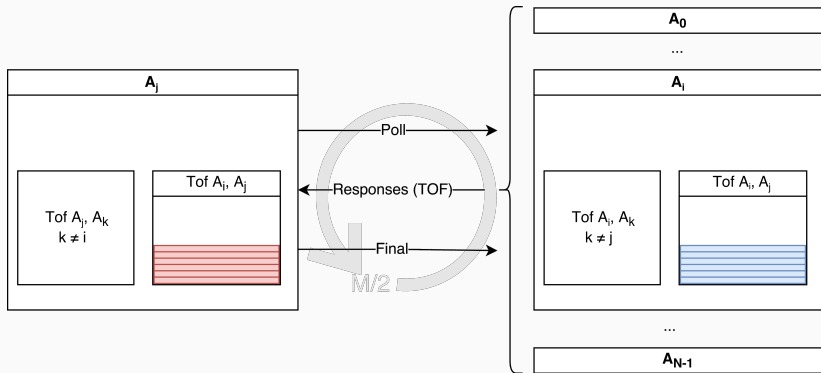 A₀
...
Aⱼ
Aᵢ
Poll
Tof Aᵢ, Aⱼ
Tof Aᵢ, Aⱼ
Responses (TOF)
Tof Aⱼ, Aₖ
k ≠ i
Tof Aᵢ, Aₖ
k ≠ j
Final
M/2
...
A_N-1